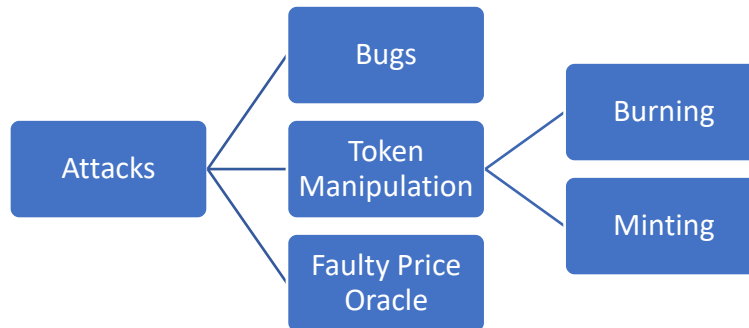 Attacks
Bugs
Token
Manipulation
Faulty Price
Oracle
Burning
Minting